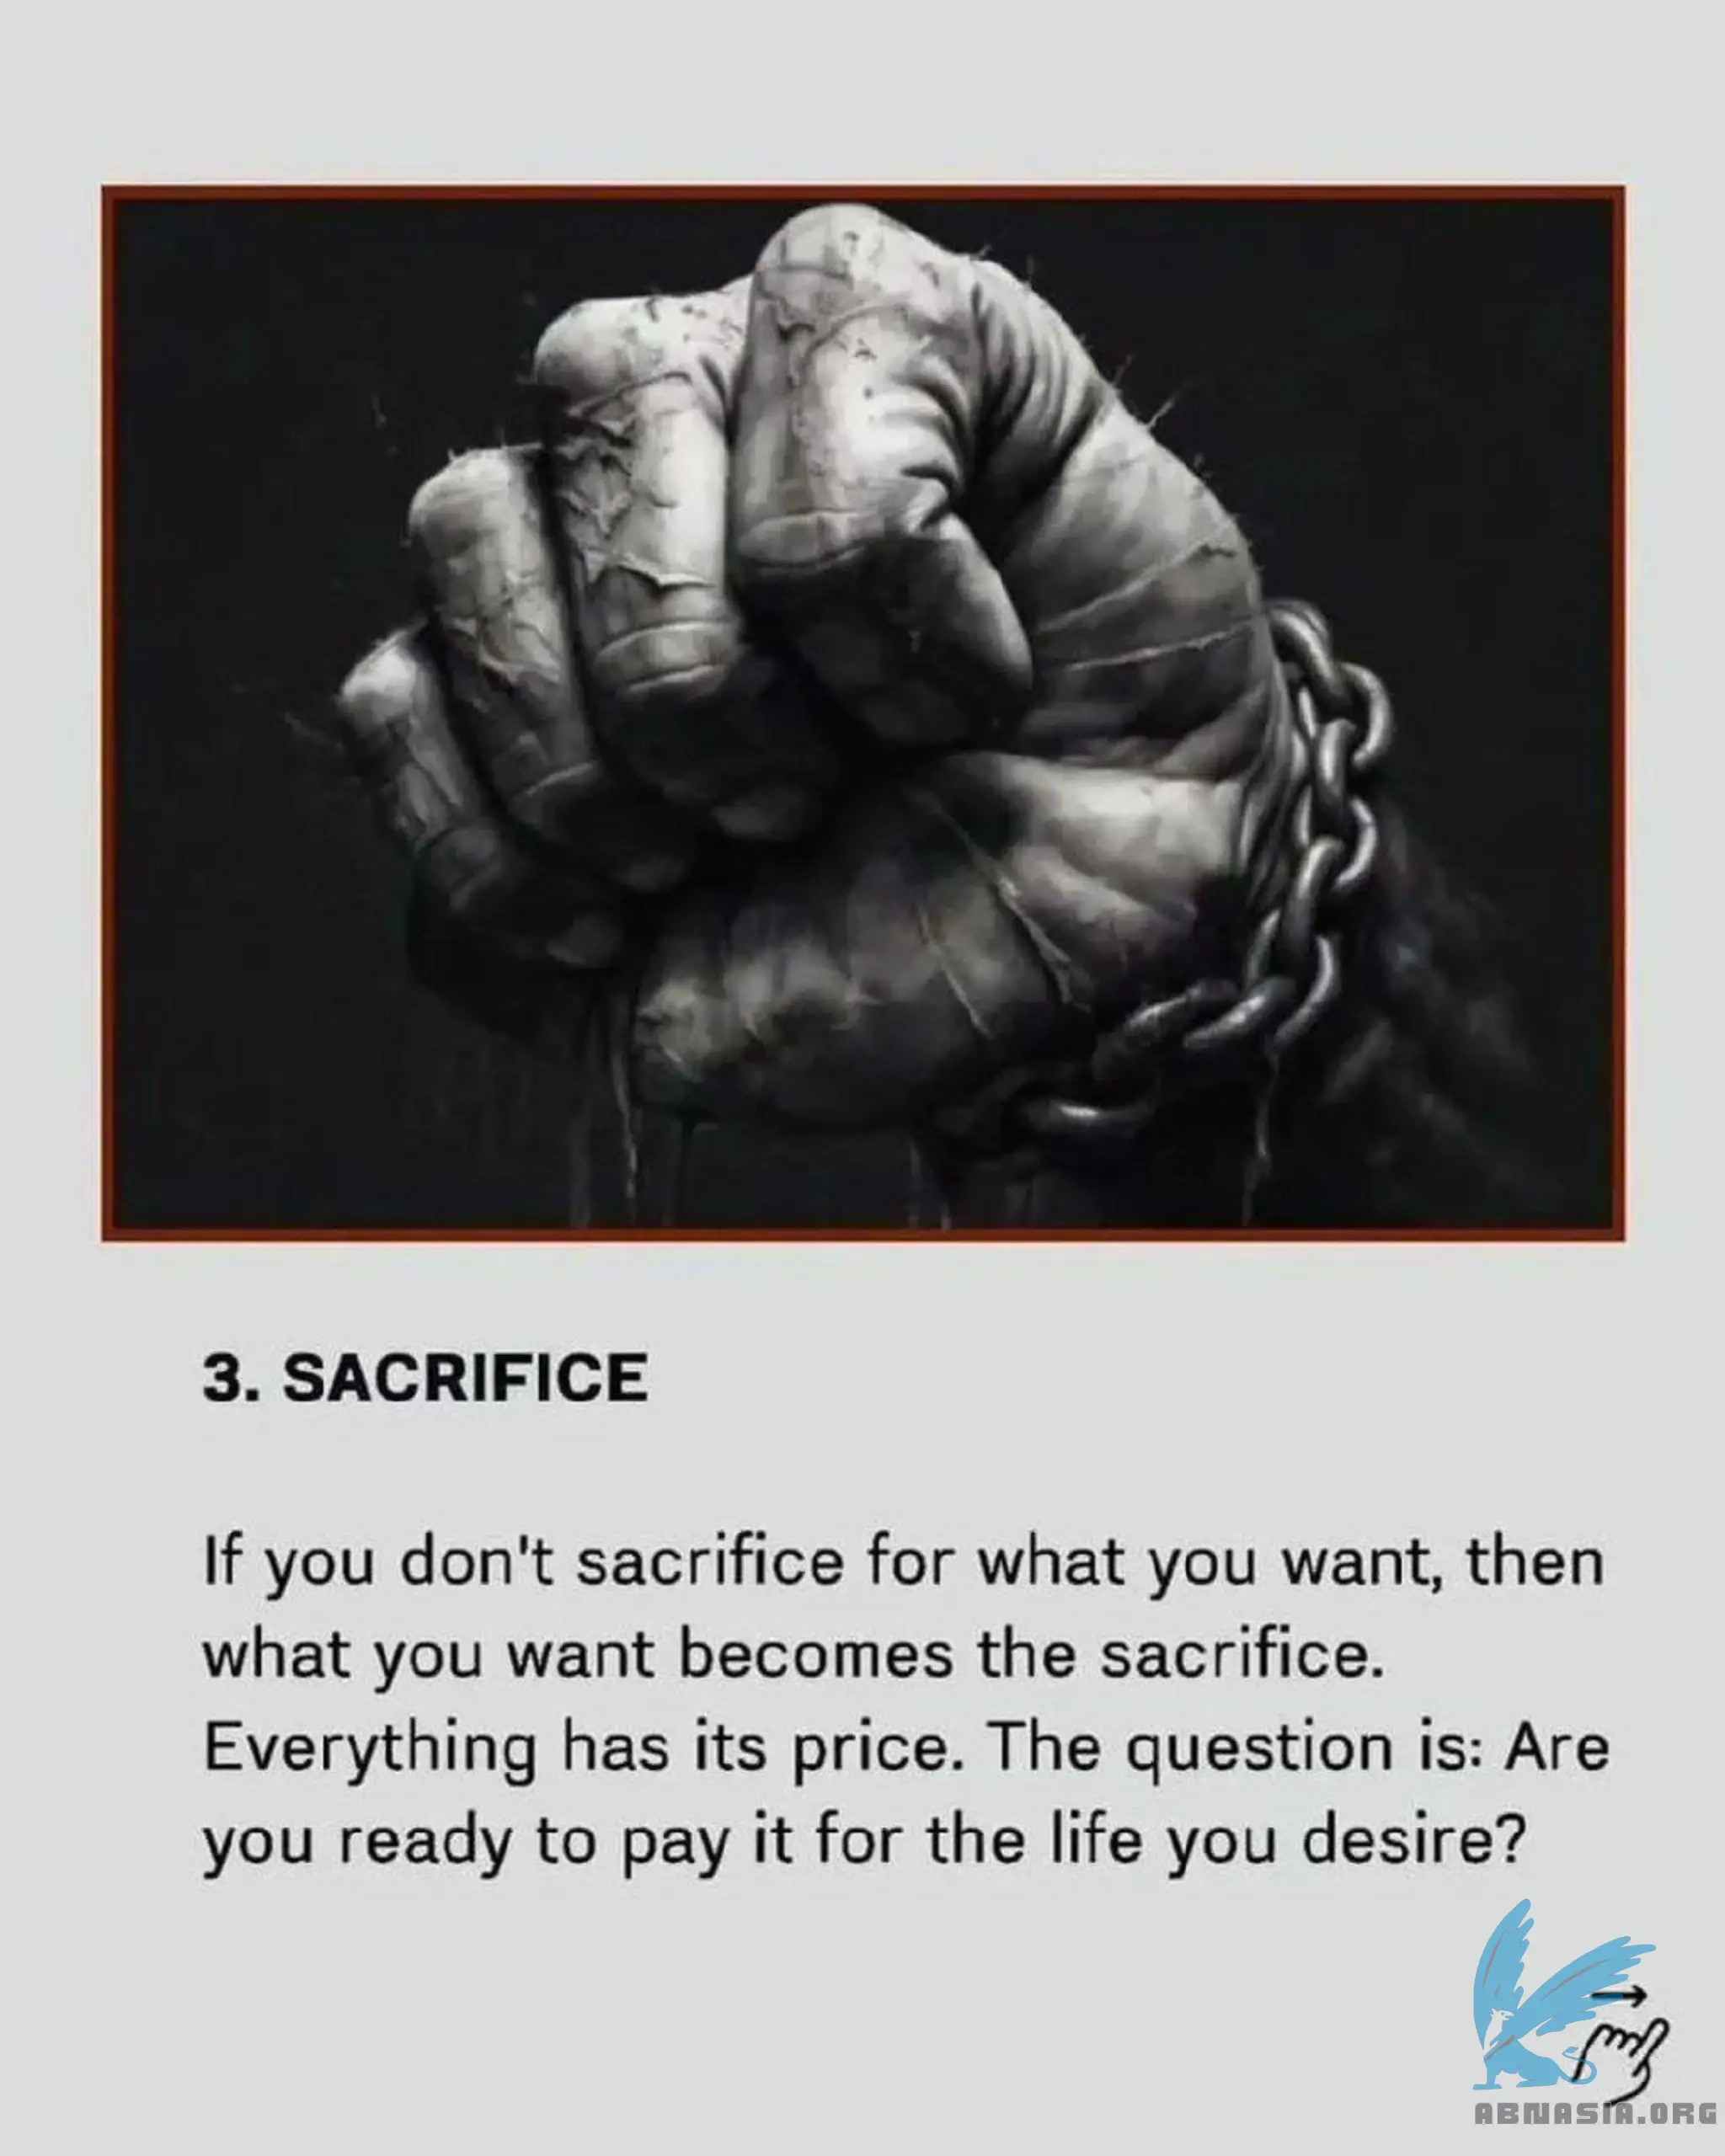 3. SACRIFICE
If you don't sacrifice for what you want, then
what you want becomes the sacrifice.
Everything has its price. The question is: Are
you ready to pay it for the life you desire?
ABNASIA.ORG